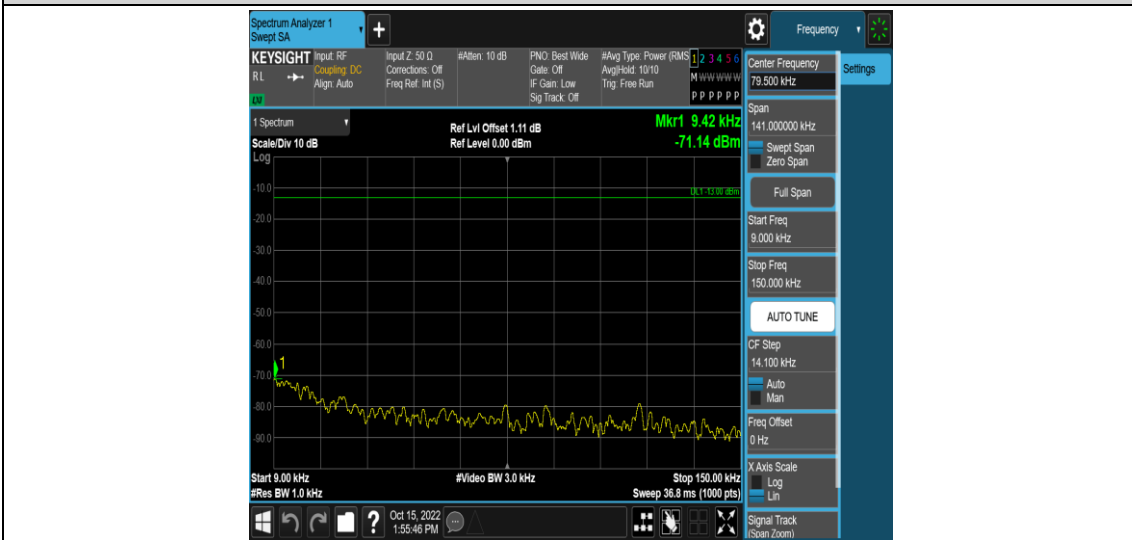 Spectrum Analyzer 1
Swept SA
+
Frequency
KEYSIGHT
R L
LXI
Input: RF
Coupling: DC
Align: Auto
Input Z: 50 Ω
Corrections: Off
Freq Ref: Int (S)
#Atten: 10 dB
PNO: Best Wide
Gate: Off
IF Gain: Low
Sig Track: Off
#Avg Type: Power (RMS
Avg|Hold: 10/10
Trig: Free Run
1 2 3 4 5 6
M W W W W W
P P P P P P
Center Frequency
79.500 kHz
Settings
Span
141.000000 kHz
Swept Span
Zero Span
Full Span
Start Freq
9.000 kHz
Stop Freq
150.000 kHz
AUTO TUNE
CF Step
14.100 kHz
Auto
Man
Freq Offset
0 Hz
X Axis Scale
Log
Lin
Signal Track
(Span Zoom)
1 Spectrum
Scale/Div 10 dB
Log
Ref Lvl Offset 1.11 dB
Ref Level 0.00 dBm
Mkr1 9.42 kHz
-71.14 dBm
DL1 -13.00 dBm
-10.0
-20.0
-30.0
-40.0
-50.0
-60.0
-70.0
-80.0
-90.0
1
Start 9.00 kHz
#Res BW 1.0 kHz
#Video BW 3.0 kHz
Stop 150.00 kHz
Sweep 36.8 ms (1000 pts)
?
Oct 15, 2022
1:55:46 PM